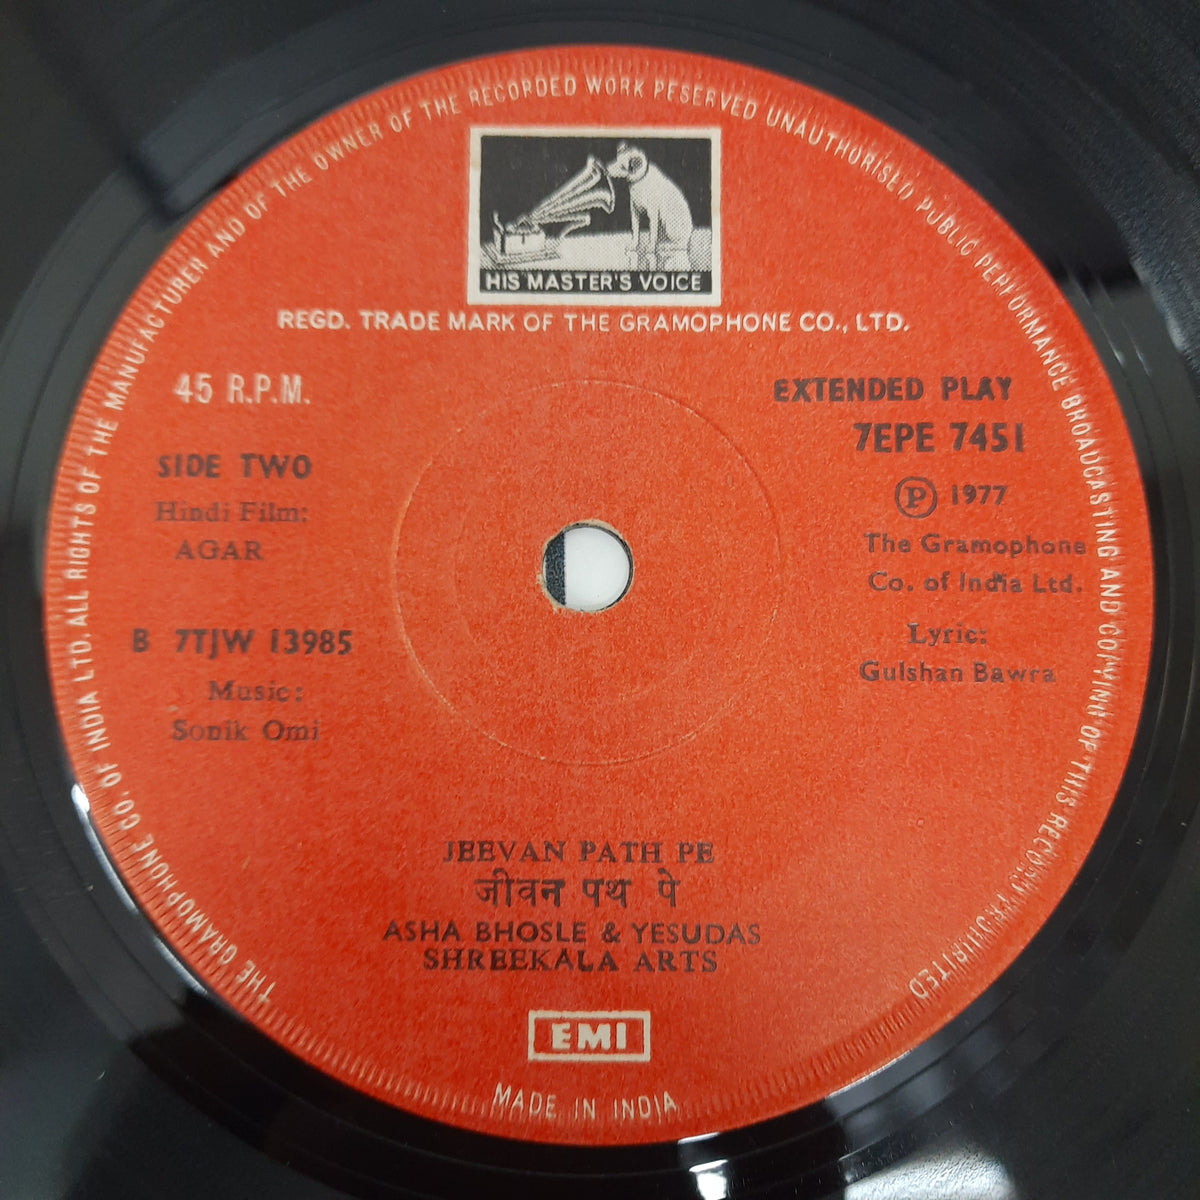 THE GRAMOPHONE CO. OF INDIA LTD. ALL RIGHTS OF THE MANUFACTURER AND OF THE OWNER OF THE RECORDED WORK RESERVED UNAUTHORISED PUBLIC PERFORMANCE BROADCASTING AND COPYING OF THIS RECORD PROHIBITED
HIS MASTER'S VOICE
REGD. TRADE MARK OF THE GRAMOPHONE CO., LTD.
45 R.P.M.
SIDE TWO
Hindi Film:
AGAR
B 7TJW 13985
Music:
Sonik Omi
EXTENDED PLAY
7EPE 7451
Ⓟ 1977
The Gramophone
Co. of India Ltd.
Lyric:
Gulshan Bawra
JEEVAN PATH PE
जीवन पथ पे
ASHA BHOSLE & YESUDAS
SHREEKALA ARTS
EMI
MADE IN INDIA